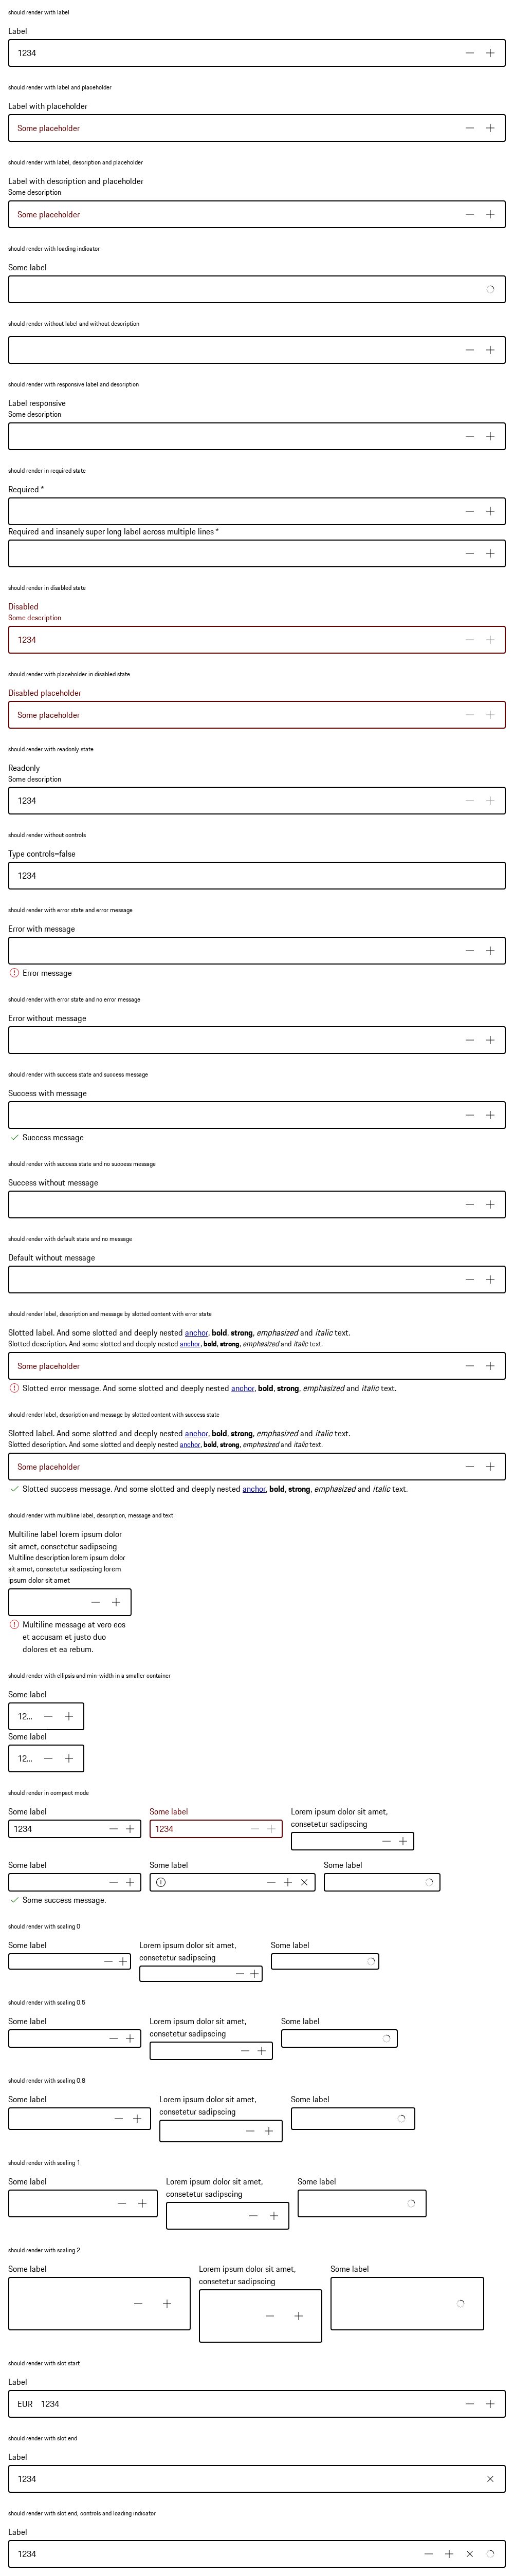 should render with label
Label
1234
should render with label and placeholder
Label with placeholder
Some placeholder
should render with label, description and placeholder
Label with description and placeholder
Some description
Some placeholder
should render with loading indicator
Some label
should render without label and without description
should render with responsive label and description
Label responsive
Some description
should render in required state
Required *
Required and insanely super long label across multiple lines *
should render in disabled state
Disabled
Some description
1234
should render with placeholder in disabled state
Disabled placeholder
Some placeholder
should render with readonly state
Readonly
Some description
1234
should render without controls
Type controls=false
1234
should render with error state and error message
Error with message
Error message
should render with error state and no error message
Error without message
should render with success state and success message
Success with message
Success message
should render with success state and no success message
Success without message
should render with default state and no message
Default without message
should render label, description and message by slotted content with error state
Slotted label. And some slotted and deeply nested anchor, bold, strong, emphasized and italic text.
Slotted description. And some slotted and deeply nested anchor, bold, strong, emphasized and italic text.
Some placeholder
Slotted error message. And some slotted and deeply nested anchor, bold, strong, emphasized and italic text.
should render label, description and message by slotted content with success state
Slotted label. And some slotted and deeply nested anchor, bold, strong, emphasized and italic text.
Slotted description. And some slotted and deeply nested anchor, bold, strong, emphasized and italic text.
Some placeholder
Slotted success message. And some slotted and deeply nested anchor, bold, strong, emphasized and italic text.
should render with multiline label, description, message and text
Multiline label lorem ipsum dolor
sit amet, consetetur sadipscing
Multiline description lorem ipsum dolor
sit amet, consetetur sadipscing lorem
ipsum dolor sit amet
Multiline message at vero eos
et accusam et justo duo
dolores et ea rebum.
should render with ellipsis and min-width in a smaller container
Some label
12...
Some label
12...
should render in compact mode
Some label
1234
Some label
1234
Lorem ipsum dolor sit amet,
consetetur sadipscing
Some label
Some success message.
Some label
Some label
should render with scaling 0
Some label
Lorem ipsum dolor sit amet,
consetetur sadipscing
Some label
should render with scaling 0.5
Some label
Lorem ipsum dolor sit amet,
consetetur sadipscing
Some label
should render with scaling 0.8
Some label
Lorem ipsum dolor sit amet,
consetetur sadipscing
Some label
should render with scaling 1
Some label
Lorem ipsum dolor sit amet,
consetetur sadipscing
Some label
should render with scaling 2
Some label
Lorem ipsum dolor sit amet,
consetetur sadipscing
Some label
should render with slot start
Label
EUR 1234
should render with slot end
Label
1234
should render with slot end, controls and loading indicator
Label
1234